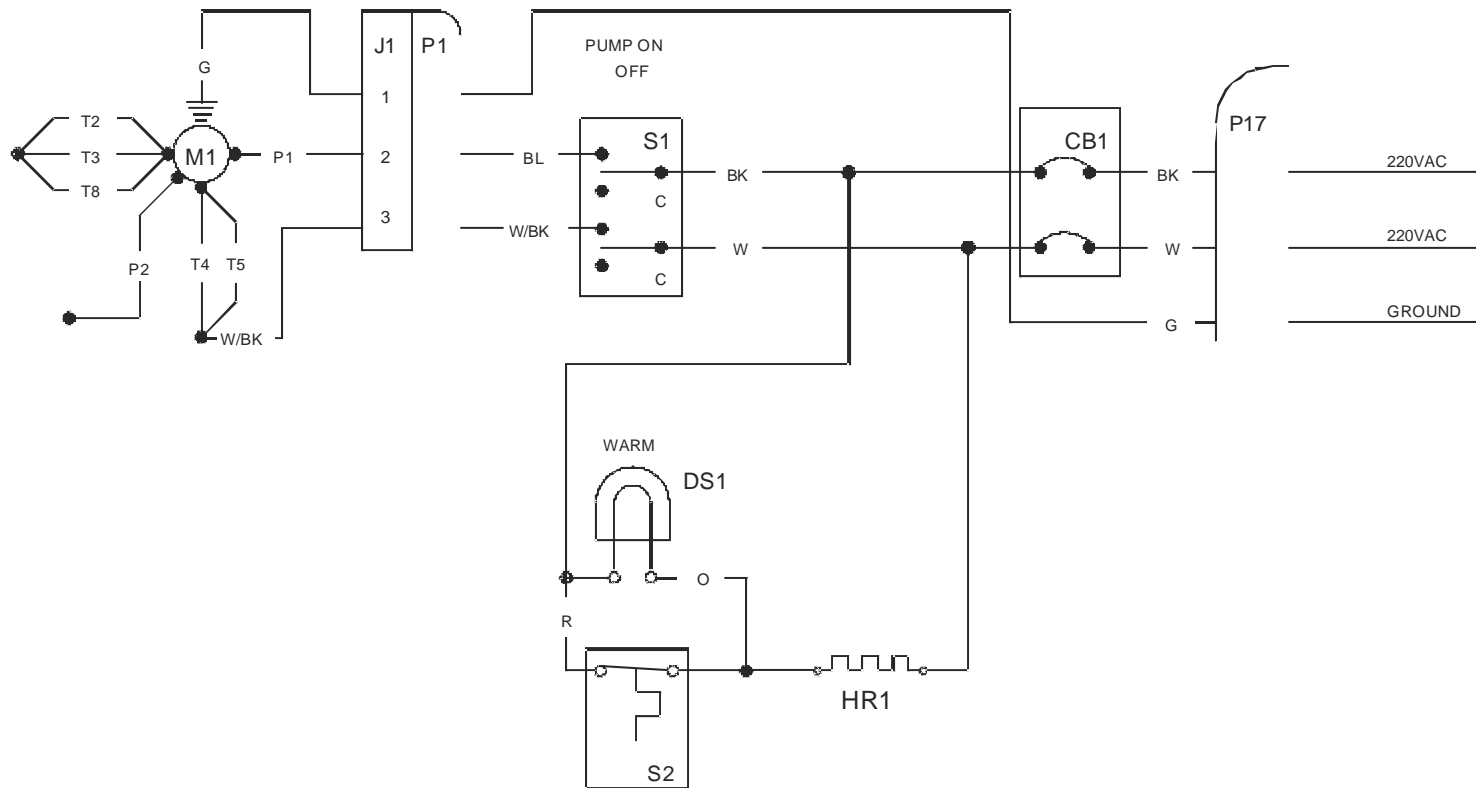 J1
P1
PUMP ON
OFF
G
1
T2
T3
T8
M1
P1
2
BL
S1
BK
C
CB1
P17
BK
220VAC
3
W/BK
W
C
W
220VAC
P2
T4
T5
W/BK
G
GROUND
WARM
DS1
O
R
HR1
S2